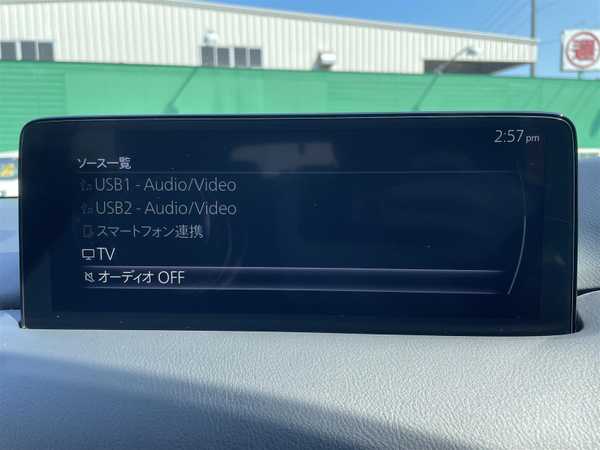 適
2:57 pm
ソース一覧
USB1 - Audio/Video
USB2 - Audio/Video
スマートフォン連携
TV
オーディオ OFF